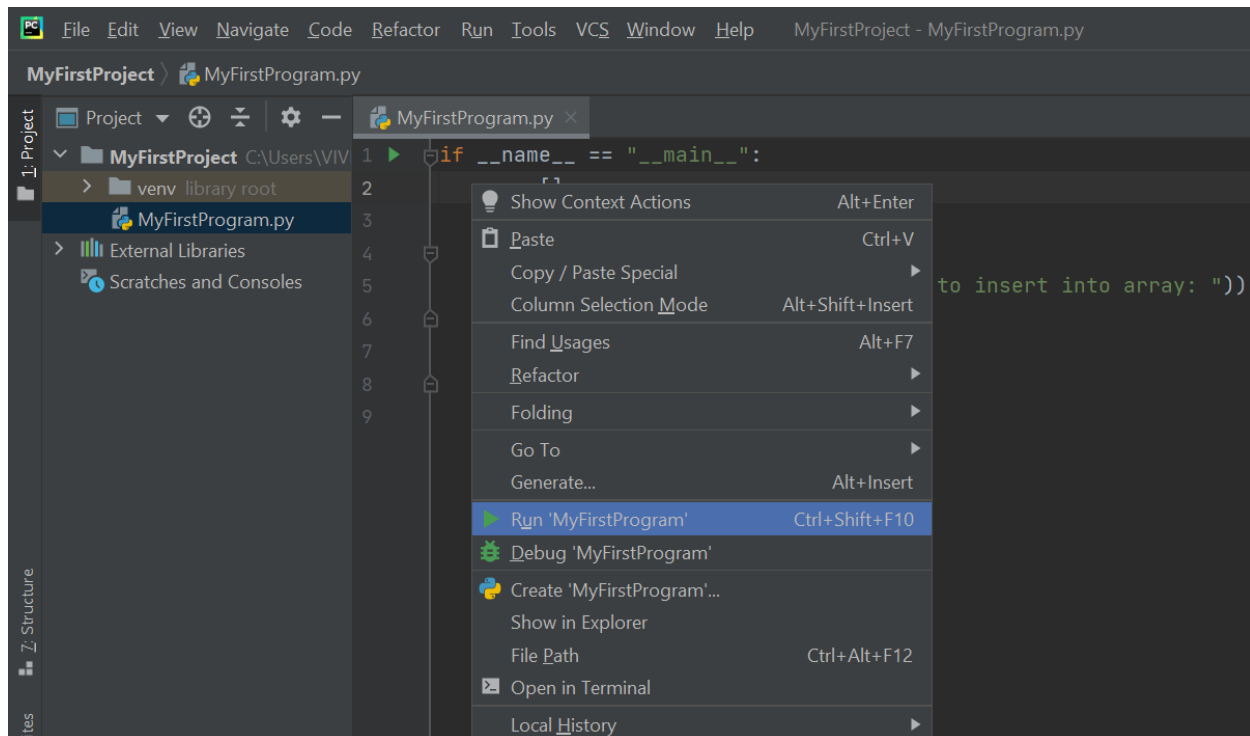 PC File Edit View Navigate Code Refactor Run Tools VCS Window Help MyFirstProject - MyFirstProgram.py
MyFirstProject MyFirstProgram.py
1: Project
Project
MyFirstProgram.py
MyFirstProject C:\Users\VIV
venv library root
MyFirstProgram.py
External Libraries
Scratches and Consoles
1 if __name__ == "__main__":
2 []
3
4
5 to insert into array: "))
6
7
8
9
Show Context Actions Alt+Enter
Paste Ctrl+V
Copy / Paste Special
Column Selection Mode Alt+Shift+Insert
Find Usages Alt+F7
Refactor
Folding
Go To
Generate... Alt+Insert
Run 'MyFirstProgram' Ctrl+Shift+F10
Debug 'MyFirstProgram'
Create 'MyFirstProgram'...
Show in Explorer
File Path Ctrl+Alt+F12
Open in Terminal
Local History
7: Structure